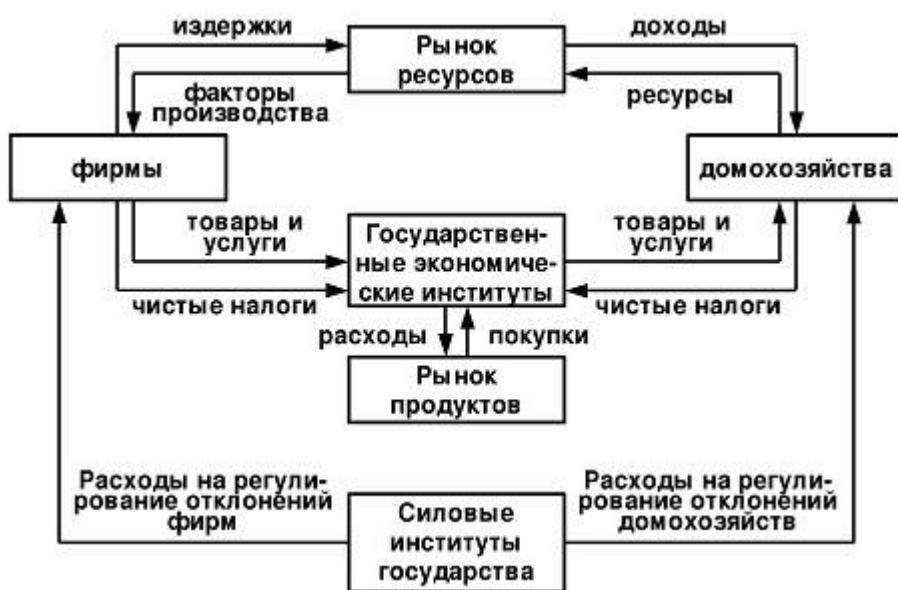 издержки
Рынок
ресурсов
доходы
факторы
производства
ресурсы
фирмы
домохозяйства
товары и
услуги
Государствен-
ные экономиче-
ские институты
товары и
услуги
чистые налоги
чистые налоги
расходы
покупки
Рынок
продуктов
Расходы на регули-
рование отклонений
фирм
Силовые
институты
государства
Расходы на регули-
рование отклонений
домохозяйств